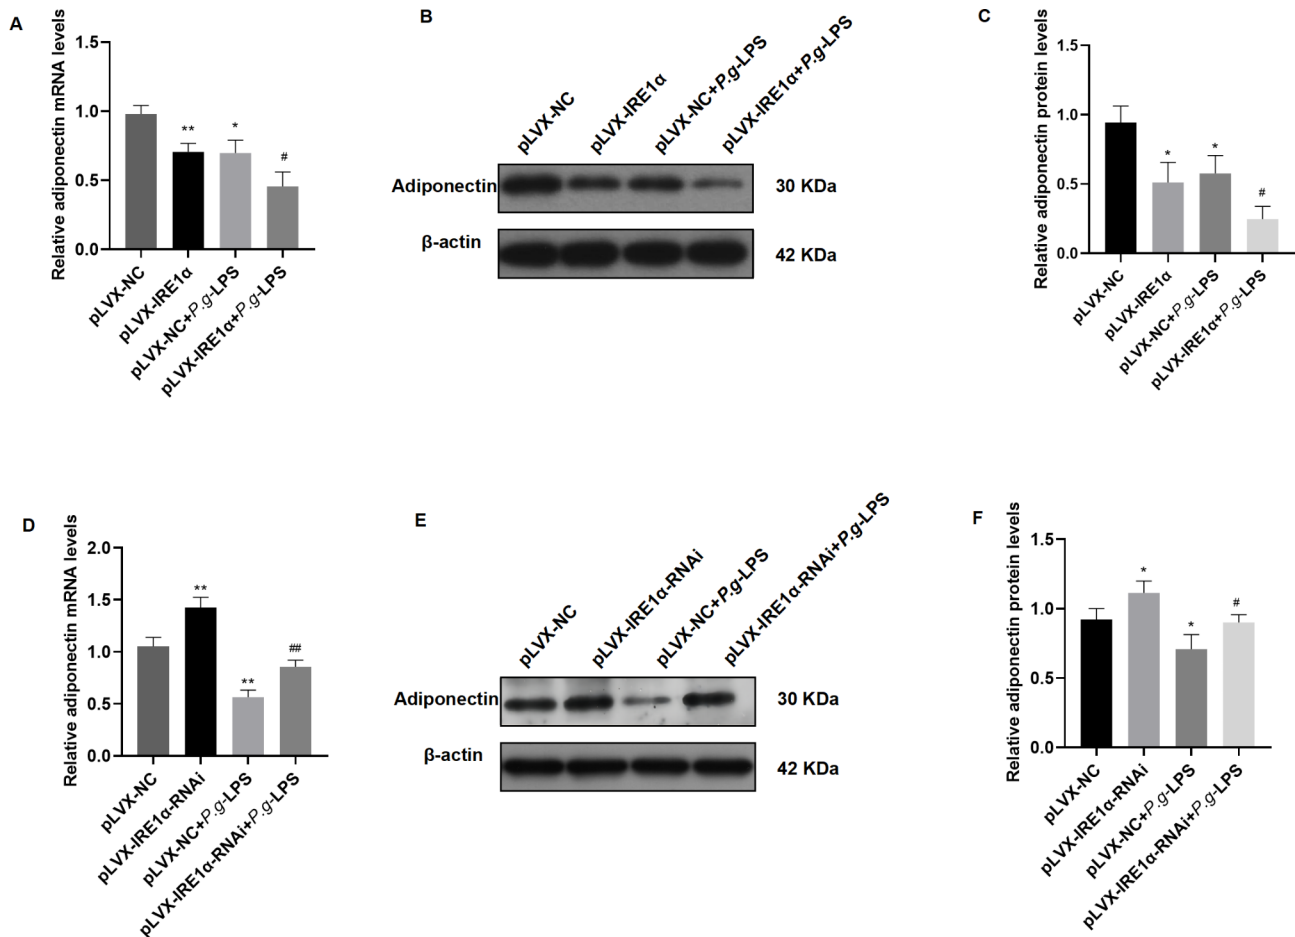 A
Relative adiponectin mRNA levels
1.5
1.0
0.5
0.0
**
*
#
pLVX-NC
pLVX-IRE1α
pLVX-NC+P.g-LPS
pLVX-IRE1α+P.g-LPS
B
pLVX-NC
pLVX-IRE1α
pLVX-NC+P.g-LPS
pLVX-IRE1α+P.g-LPS
Adiponectin
30 KDa
β-actin
42 KDa
C
Relative adiponectin protein levels
1.5
1.0
0.5
0.0
*
*
#
pLVX-NC
pLVX-IRE1α
pLVX-NC+P.g-LPS
pLVX-IRE1α+P.g-LPS
D
Relative adiponectin mRNA levels
2.0
1.5
1.0
0.5
0.0
**
**
##
pLVX-NC
pLVX-IRE1α-RNAi
pLVX-NC+P.g-LPS
pLVX-IRE1α-RNAi+P.g-LPS
E
pLVX-NC
pLVX-IRE1α-RNAi
pLVX-NC+P.g-LPS
pLVX-IRE1α-RNAi+P.g-LPS
Adiponectin
30 KDa
β-actin
42 KDa
F
Relative adiponectin protein levels
1.5
1.0
0.5
0.0
*
*
#
pLVX-NC
pLVX-IRE1α-RNAi
pLVX-NC+P.g-LPS
pLVX-IRE1α-RNAi+P.g-LPS